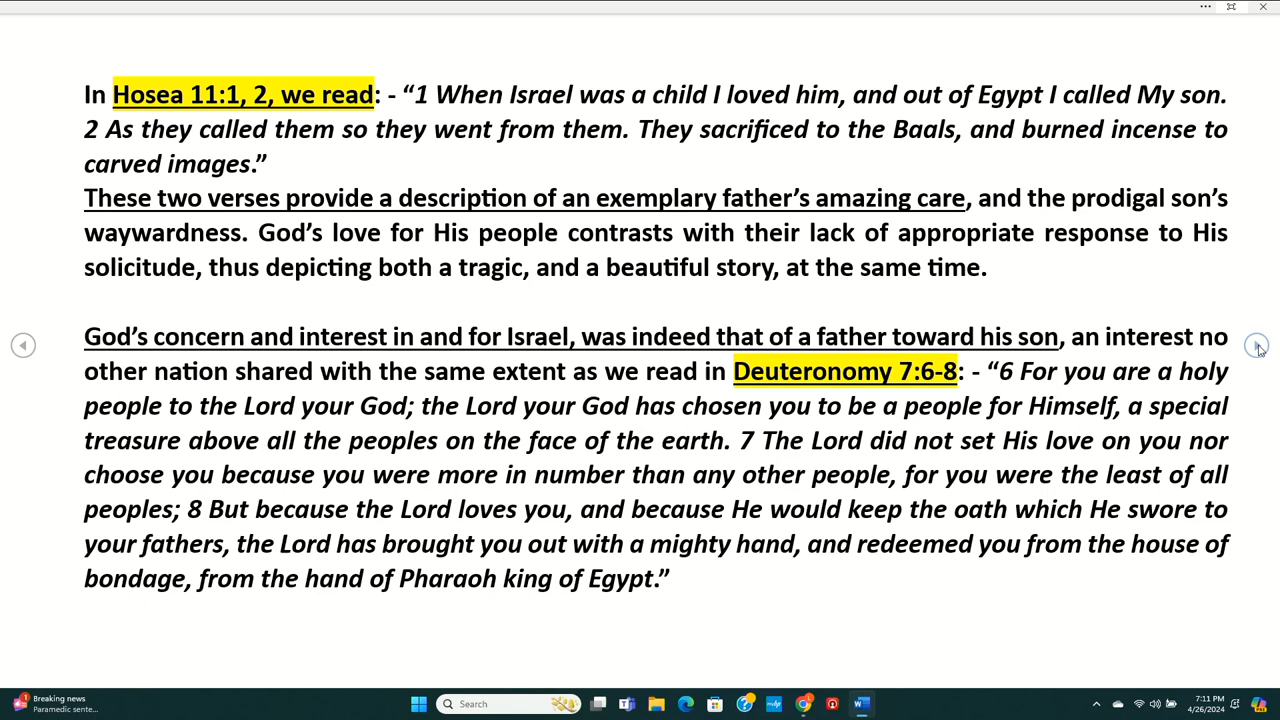 In Hosea 11:1, 2, we read: - “1 When Israel was a child I loved him, and out of Egypt I called My son.
2 As they called them so they went from them. They sacrificed to the Baals, and burned incense to
carved images.”
These two verses provide a description of an exemplary father’s amazing care, and the prodigal son’s
waywardness. God’s love for His people contrasts with their lack of appropriate response to His
solicitude, thus depicting both a tragic, and a beautiful story, at the same time.
God’s concern and interest in and for Israel, was indeed that of a father toward his son, an interest no
other nation shared with the same extent as we read in Deuteronomy 7:6-8: - “6 For you are a holy
people to the Lord your God; the Lord your God has chosen you to be a people for Himself, a special
treasure above all the peoples on the face of the earth. 7 The Lord did not set His love on you nor
choose you because you were more in number than any other people, for you were the least of all
peoples; 8 But because the Lord loves you, and because He would keep the oath which He swore to
your fathers, the Lord has brought you out with a mighty hand, and redeemed you from the house of
bondage, from the hand of Pharaoh king of Egypt.”
Breaking news
Paramedic sente...
Search
7:11 PM
4/26/2024